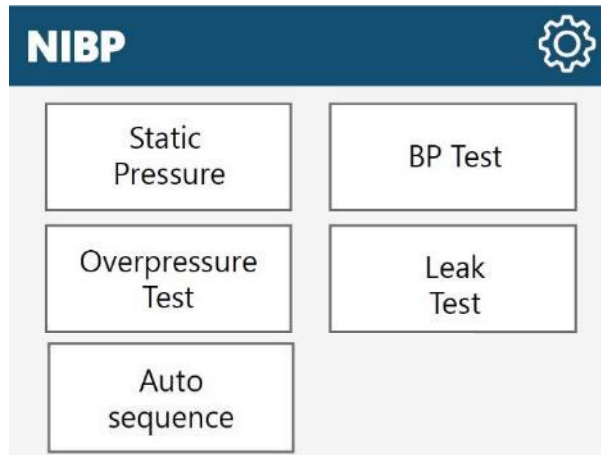 NIBP
Static
Pressure
BP Test
Overpressure
Test
Leak
Test
Auto
sequence